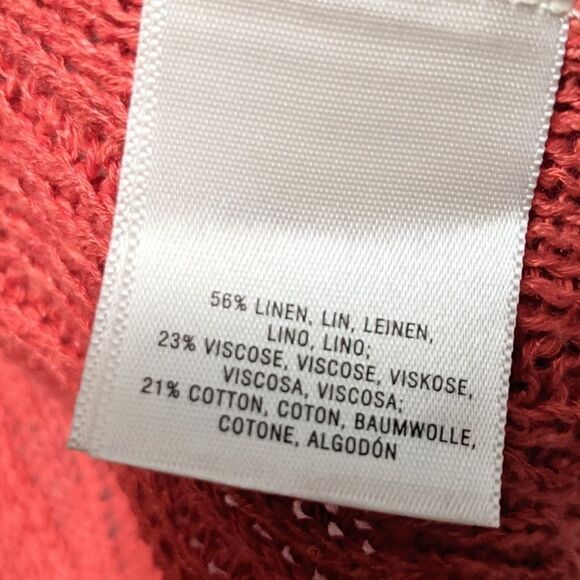 56% LINEN, LIN, LEINEN,
LINO, LINO;
23% VISCOSE, VISCOSE, VISKOSE,
VISCOSA, VISCOSA;
21% COTTON, COTON, BAUMWOLLE,
COTONE, ALGODÓN